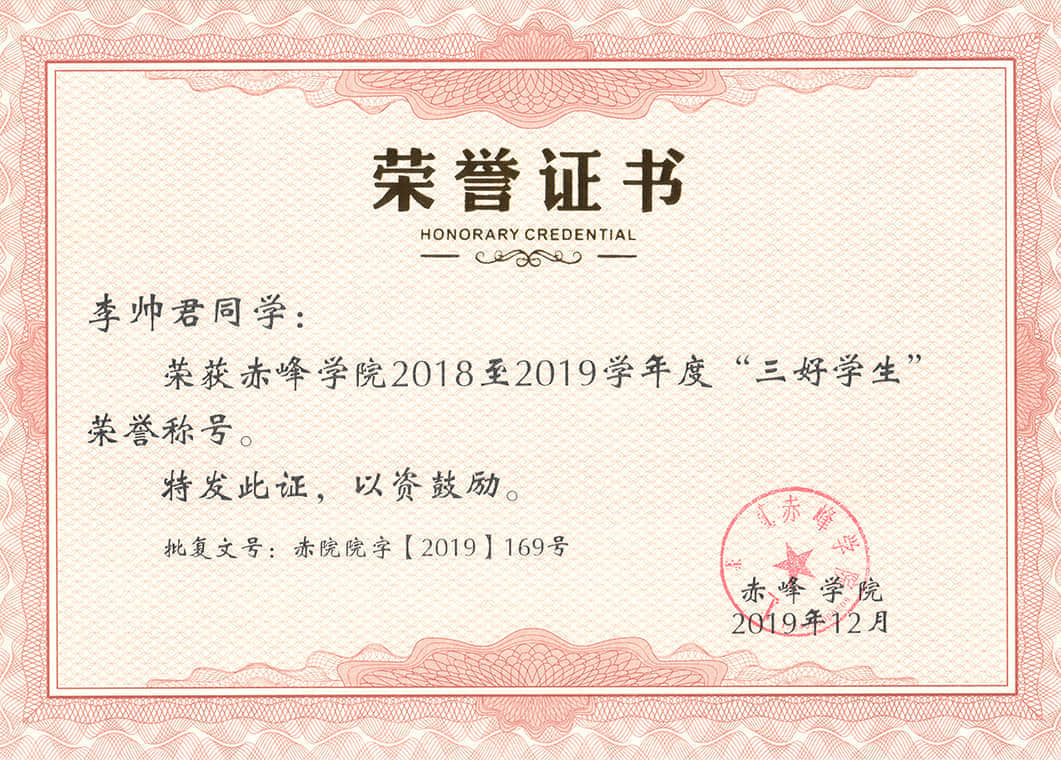 荣誉证书
HONORARY CREDENTIAL
李帅君同学：
荣获赤峰学院2018至2019学年度“三好学生”
荣誉称号。
特发此证，以资鼓励。
批复文号：赤院院字【2019】169号
赤峰学院
赤峰学院
2019年12月